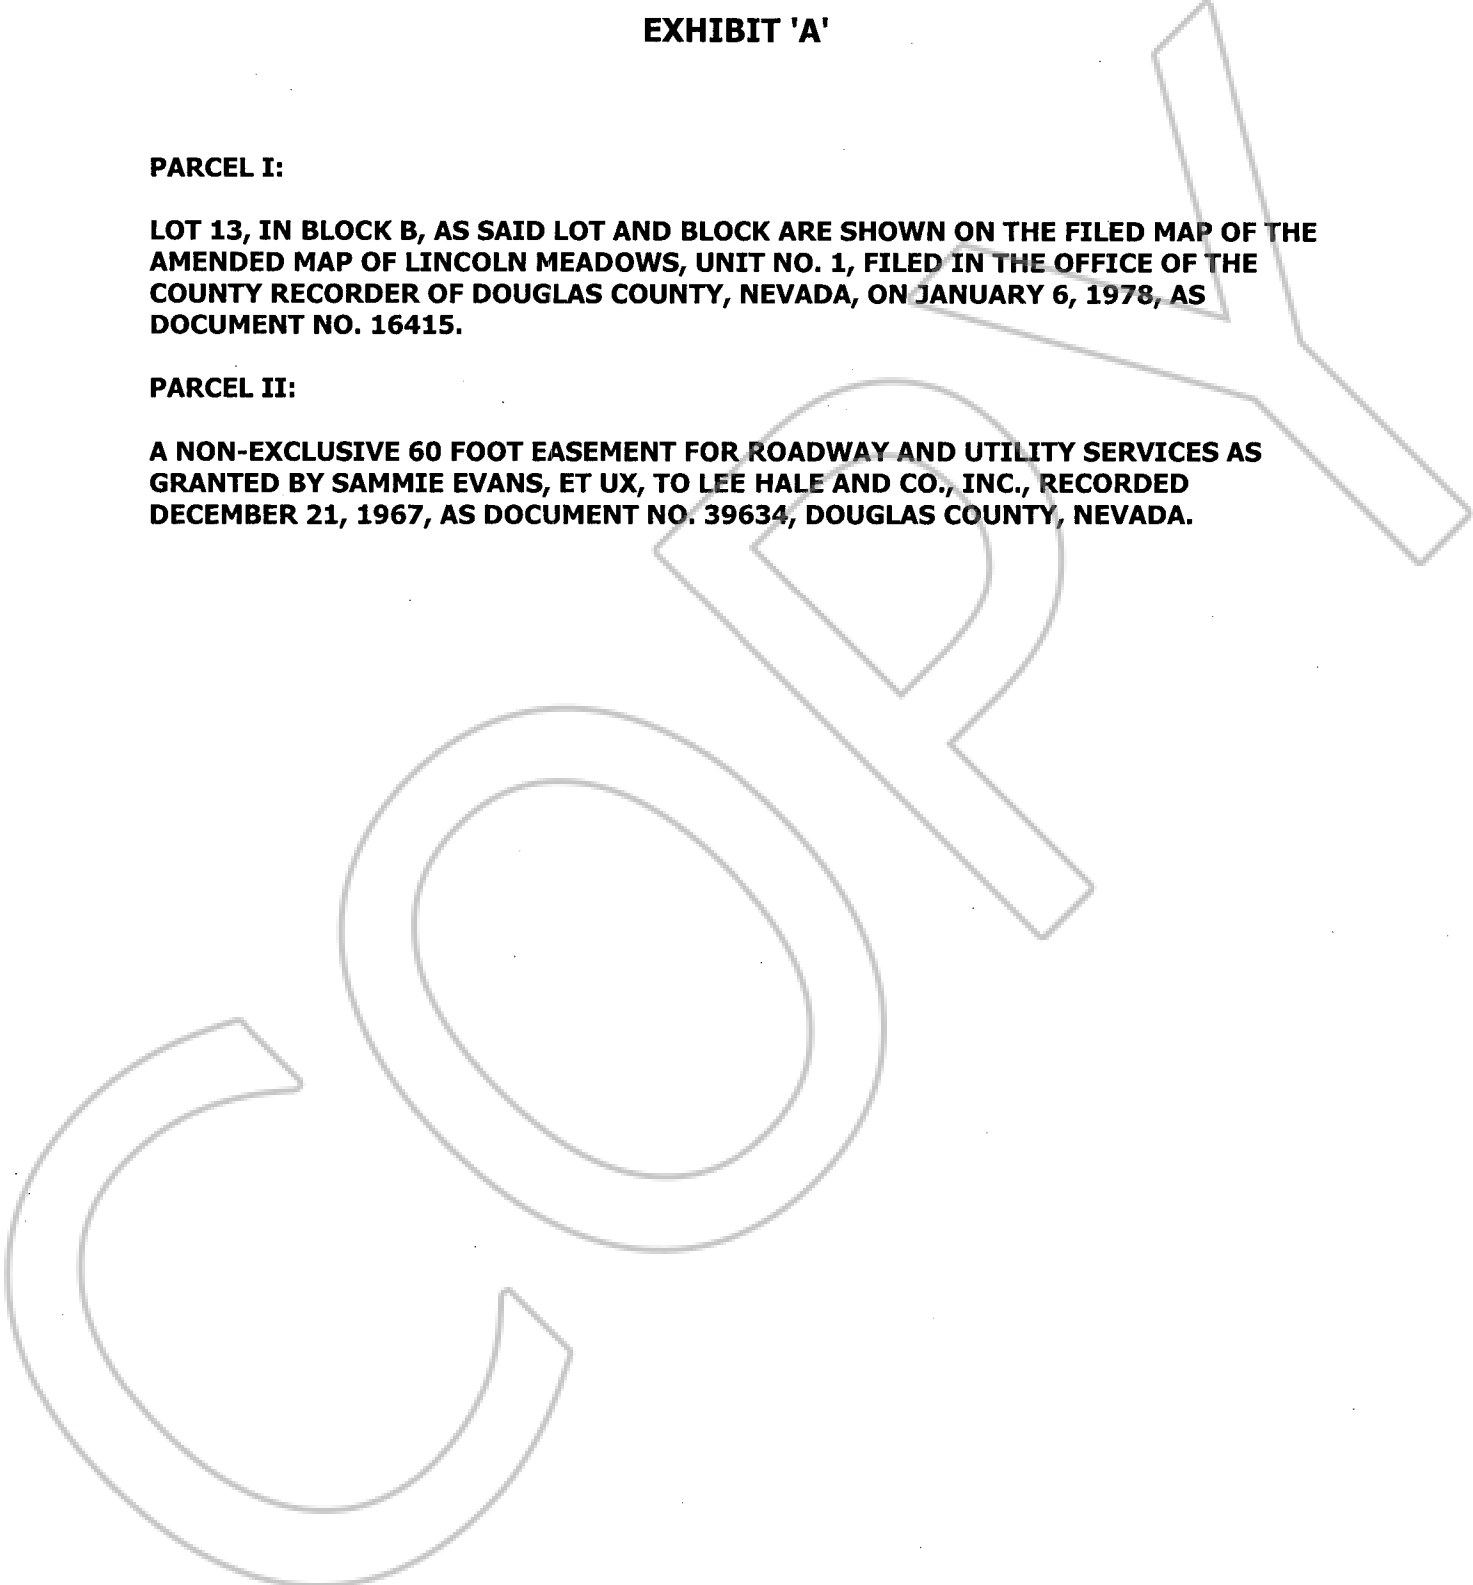 EXHIBIT 'A'
PARCEL I:
LOT 13, IN BLOCK B, AS SAID LOT AND BLOCK ARE SHOWN ON THE FILED MAP OF THE
AMENDED MAP OF LINCOLN MEADOWS, UNIT NO. 1, FILED IN THE OFFICE OF THE
COUNTY RECORDER OF DOUGLAS COUNTY, NEVADA, ON JANUARY 6, 1978, AS
DOCUMENT NO. 16415.
PARCEL II:
A NON-EXCLUSIVE 60 FOOT EASEMENT FOR ROADWAY AND UTILITY SERVICES AS
GRANTED BY SAMMIE EVANS, ET UX, TO LEE HALE AND CO., INC., RECORDED
DECEMBER 21, 1967, AS DOCUMENT NO. 39634, DOUGLAS COUNTY, NEVADA.
COPY